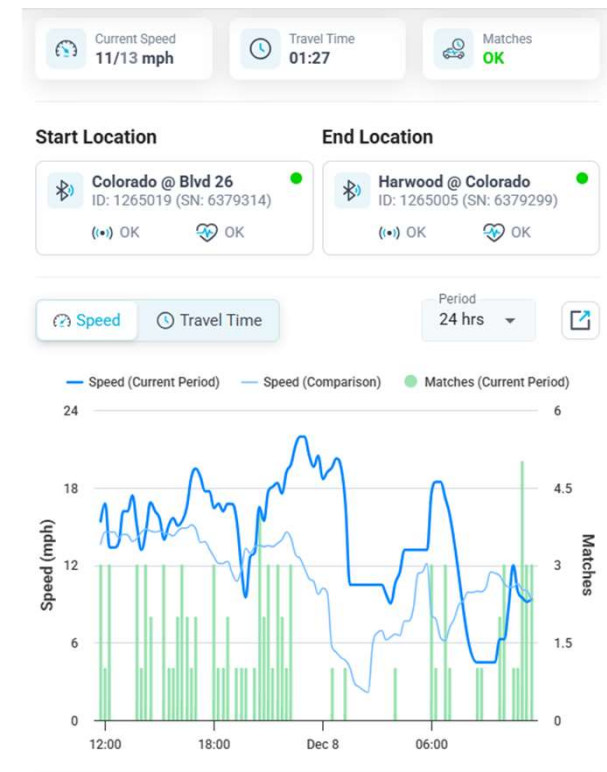 Current Speed
11/13 mph
Travel Time
01:27
Matches
OK
Start Location
End Location
Colorado @ Blvd 26
ID: 1265019 (SN: 6379314)
OK
OK
Harwood @ Colorado
ID: 1265005 (SN: 6379299)
OK
OK
Speed
Travel Time
Period
24 hrs
Speed (Current Period)
Speed (Comparison)
Matches (Current Period)
24
18
12
6
0
Speed (mph)
6
4.5
3
1.5
0
Matches
12:00
18:00
Dec 8
06:00